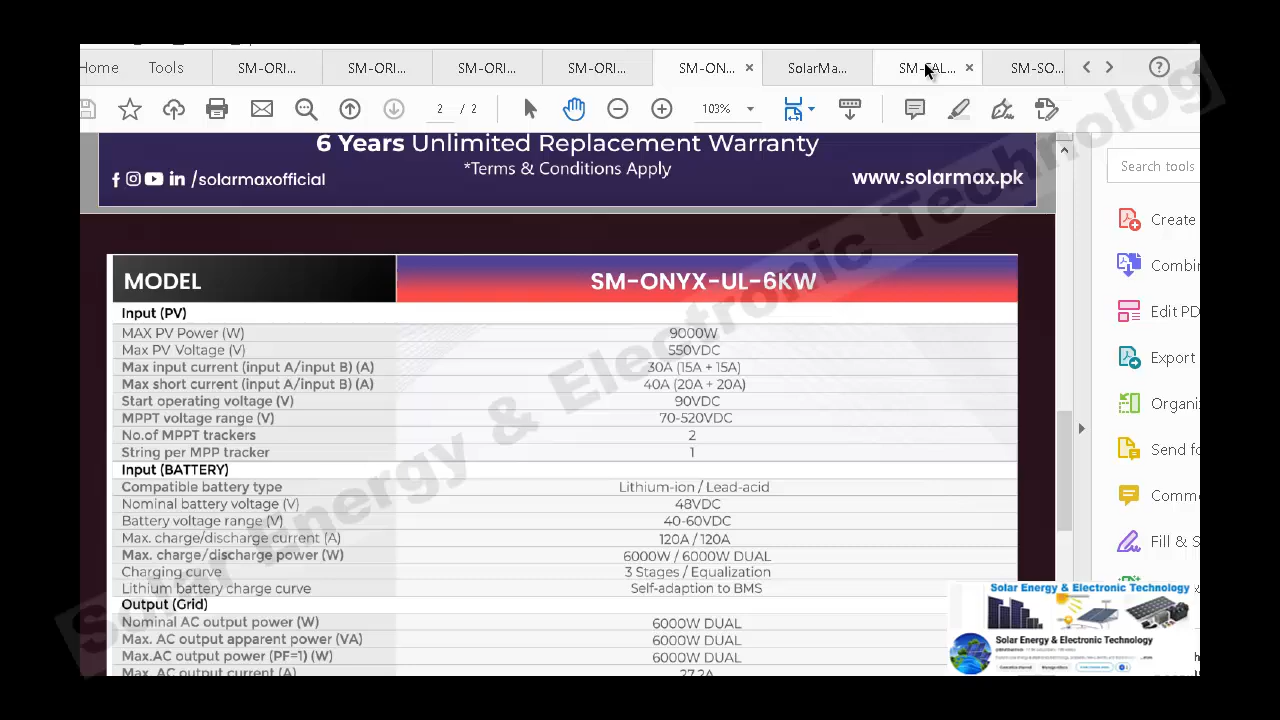 Home Tools SM-ORI... SM-ORI... SM-ORI... SM-ORI... SM-ON... × SolarMa... SM-FAL... × SM-SO...
2 / 2 103%
6 Years Unlimited Replacement Warranty
*Terms & Conditions Apply
/solarmaxofficial www.solarmax.pk
Search tools
Create
Combin
Edit PD
Export
Organi
Send fo
Comm
Fill & S
MODEL SM-ONYX-UL-6KW
Input (PV)
MAX PV Power (W) 9000W
Max PV Voltage (V) 550VDC
Max input current (input A/input B) (A) 30A (15A + 15A)
Max short current (input A/input B) (A) 40A (20A + 20A)
Start operating voltage (V) 90VDC
MPPT voltage range (V) 70-520VDC
No.of MPPT trackers 2
String per MPP tracker 1
Input (BATTERY)
Compatible battery type Lithium-ion / Lead-acid
Nominal battery voltage (V) 48VDC
Battery voltage range (V) 40-60VDC
Max. charge/discharge current (A) 120A / 120A
Max. charge/discharge power (W) 6000W / 6000W DUAL
Charging curve 3 Stages / Equalization
Lithium battery charge curve Self-adaption to BMS
Output (Grid)
Nominal AC output power (W) 6000W DUAL
Max. AC output apparent power (VA) 6000W DUAL
Max.AC output power (PF=1) (W) 6000W DUAL
Max. AC output current (A) 27.2A
Solar Energy & Electronic Technolog
Solar Energy & Electronic Technology
Solar Energy & Electronic Technology